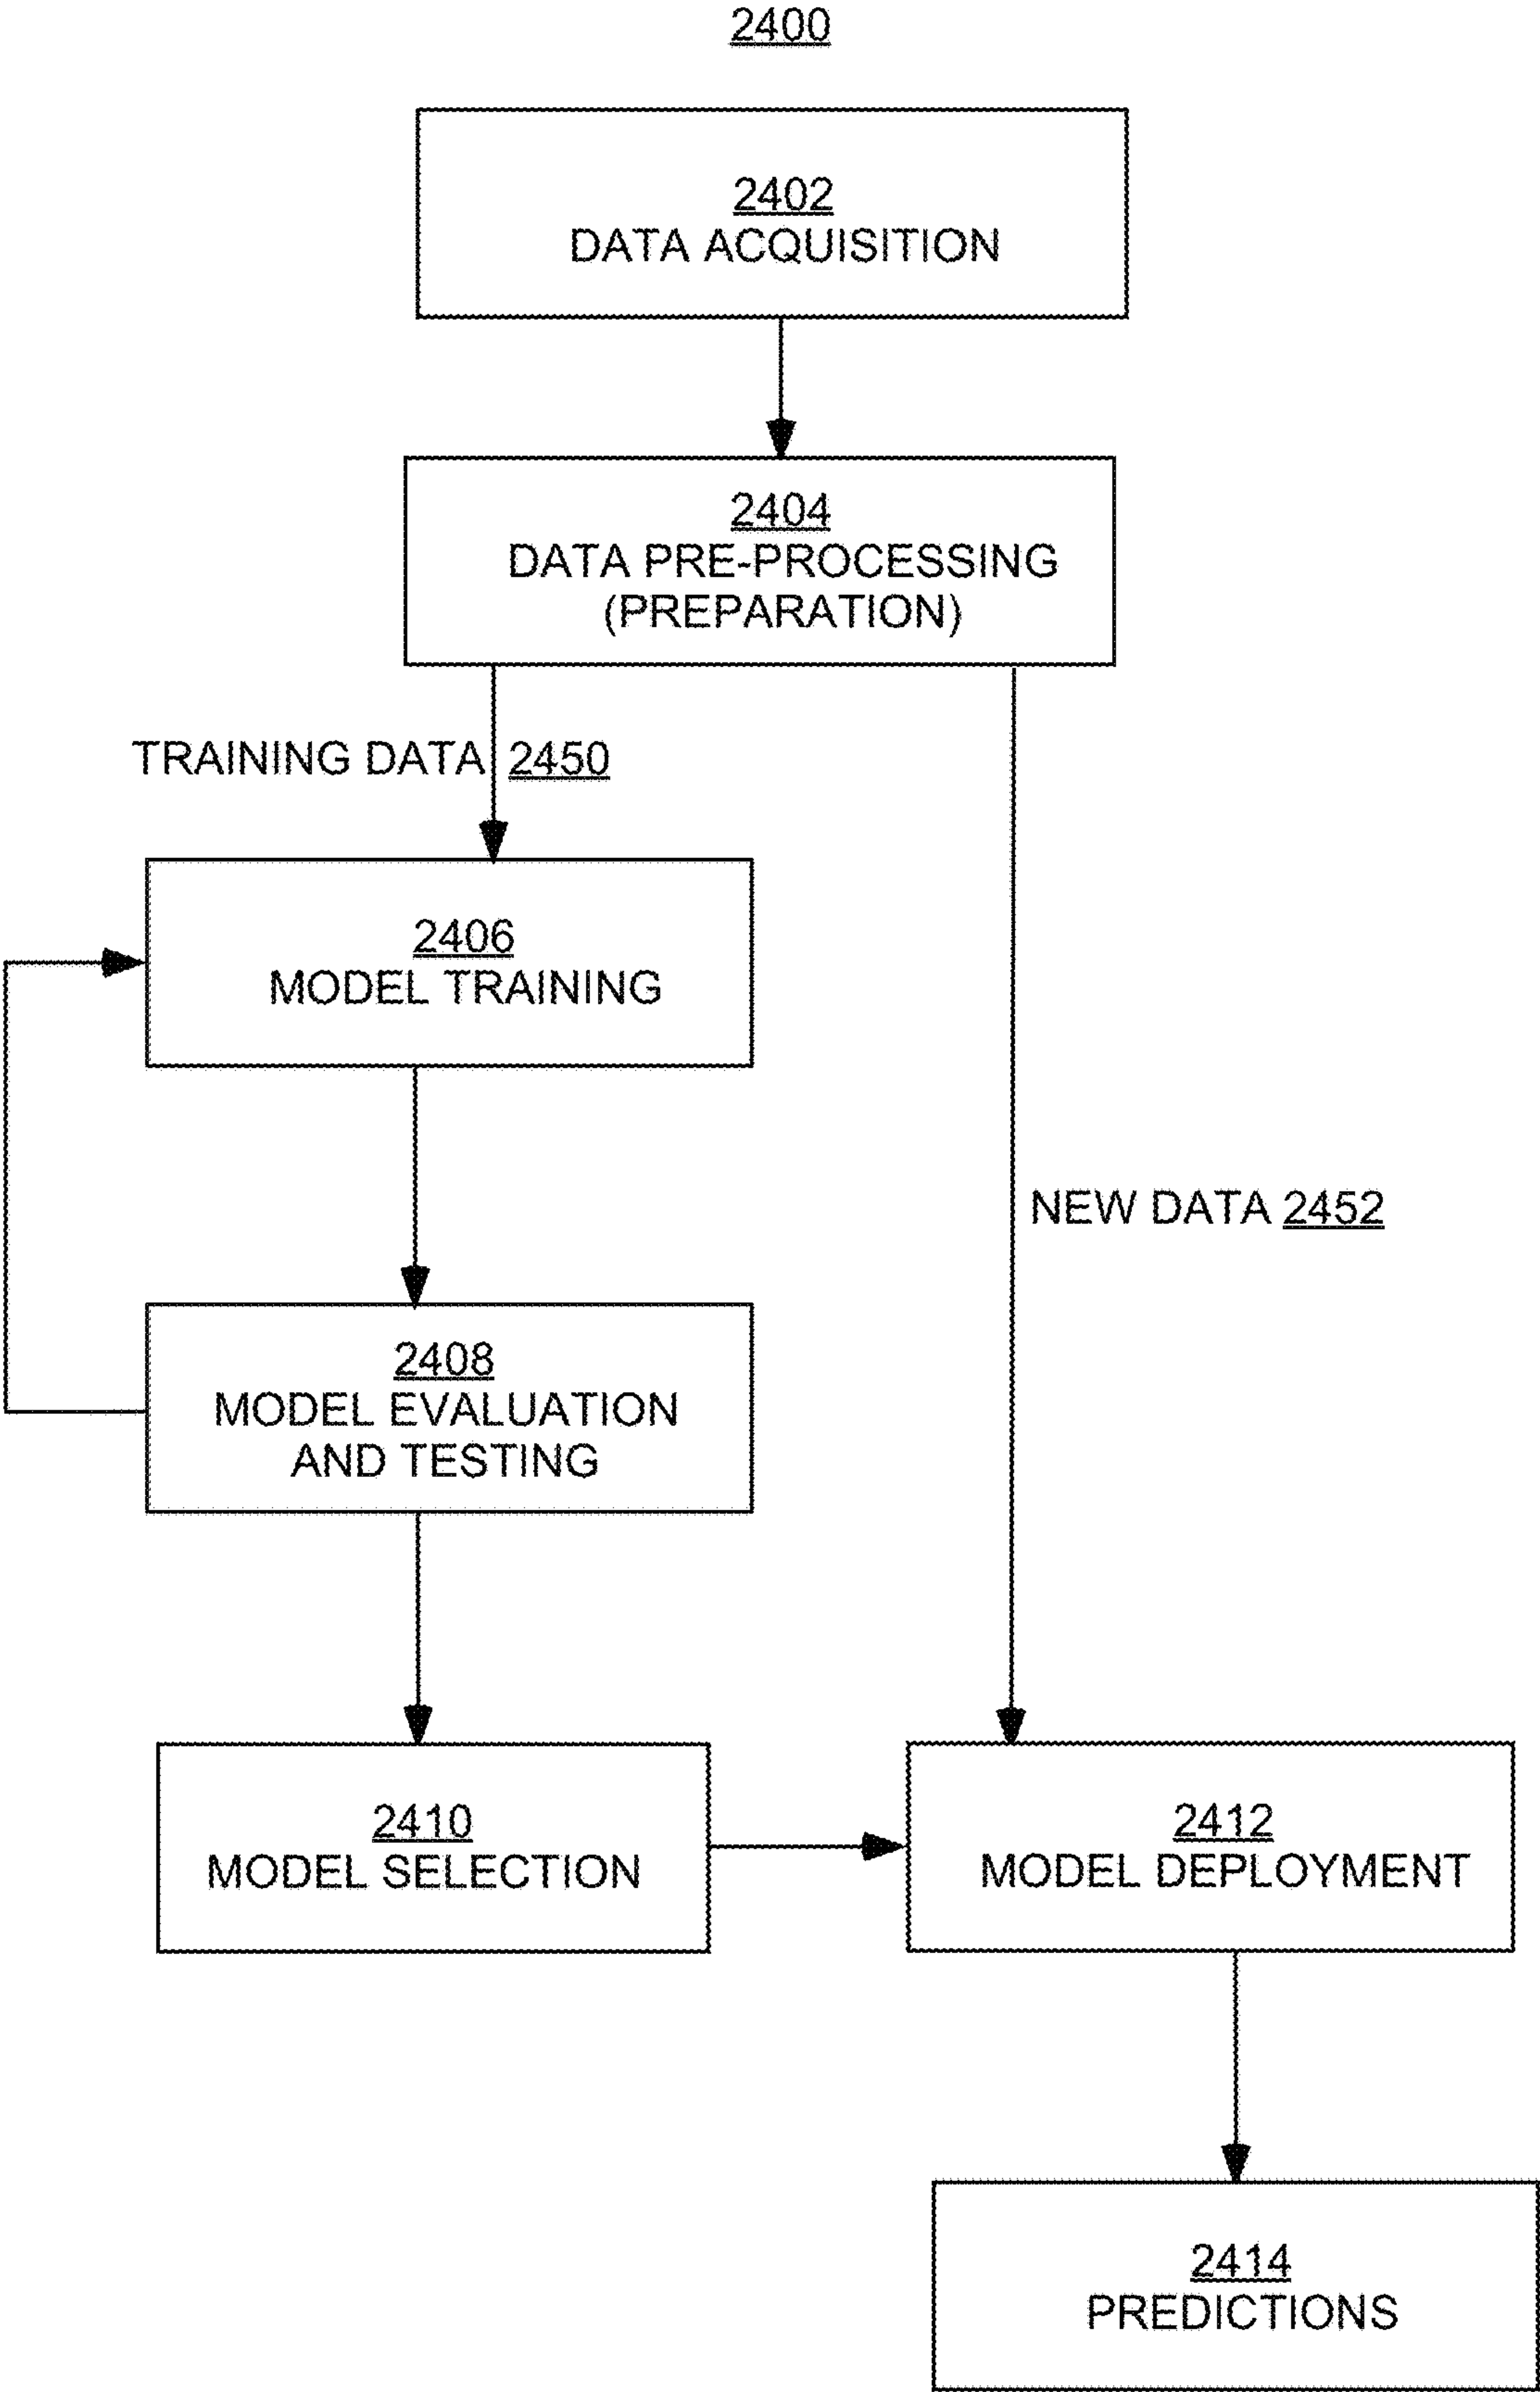 2400
2402
DATA ACQUISITION
2404
DATA PRE-PROCESSING
(PREPARATION)
TRAINING DATA 2450
2406
MODEL TRAINING
NEW DATA 2452
2408
MODEL EVALUATION
AND TESTING
2410
MODEL SELECTION
2412
MODEL DEPLOYMENT
2414
PREDICTIONS